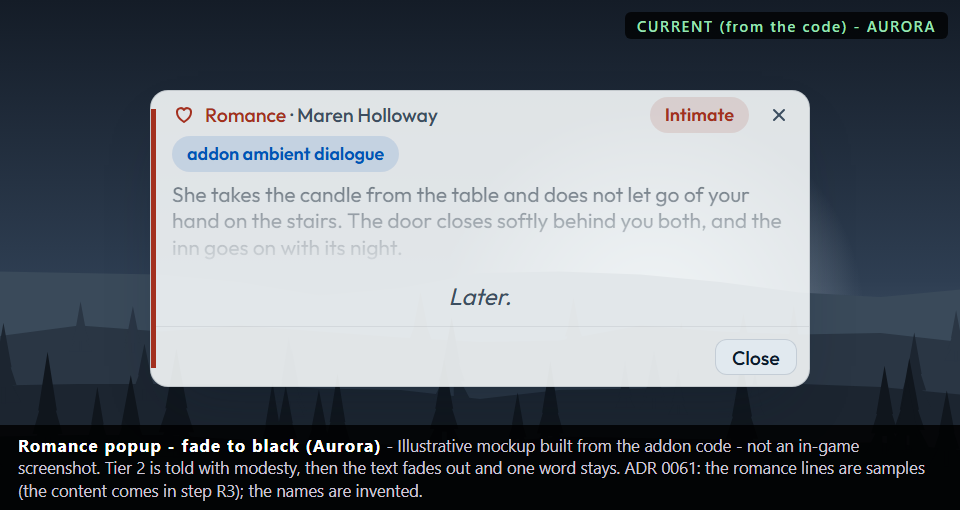 CURRENT (from the code) - AURORA
Romance · Maren Holloway
Intimate
addon ambient dialogue
She takes the candle from the table and does not let go of your
hand on the stairs. The door closes softly behind you both, and the
inn goes on with its night.
Later.
Close
Romance popup - fade to black (Aurora) - Illustrative mockup built from the addon code - not an in-game
screenshot. Tier 2 is told with modesty, then the text fades out and one word stays. ADR 0061: the romance lines are samples
(the content comes in step R3); the names are invented.